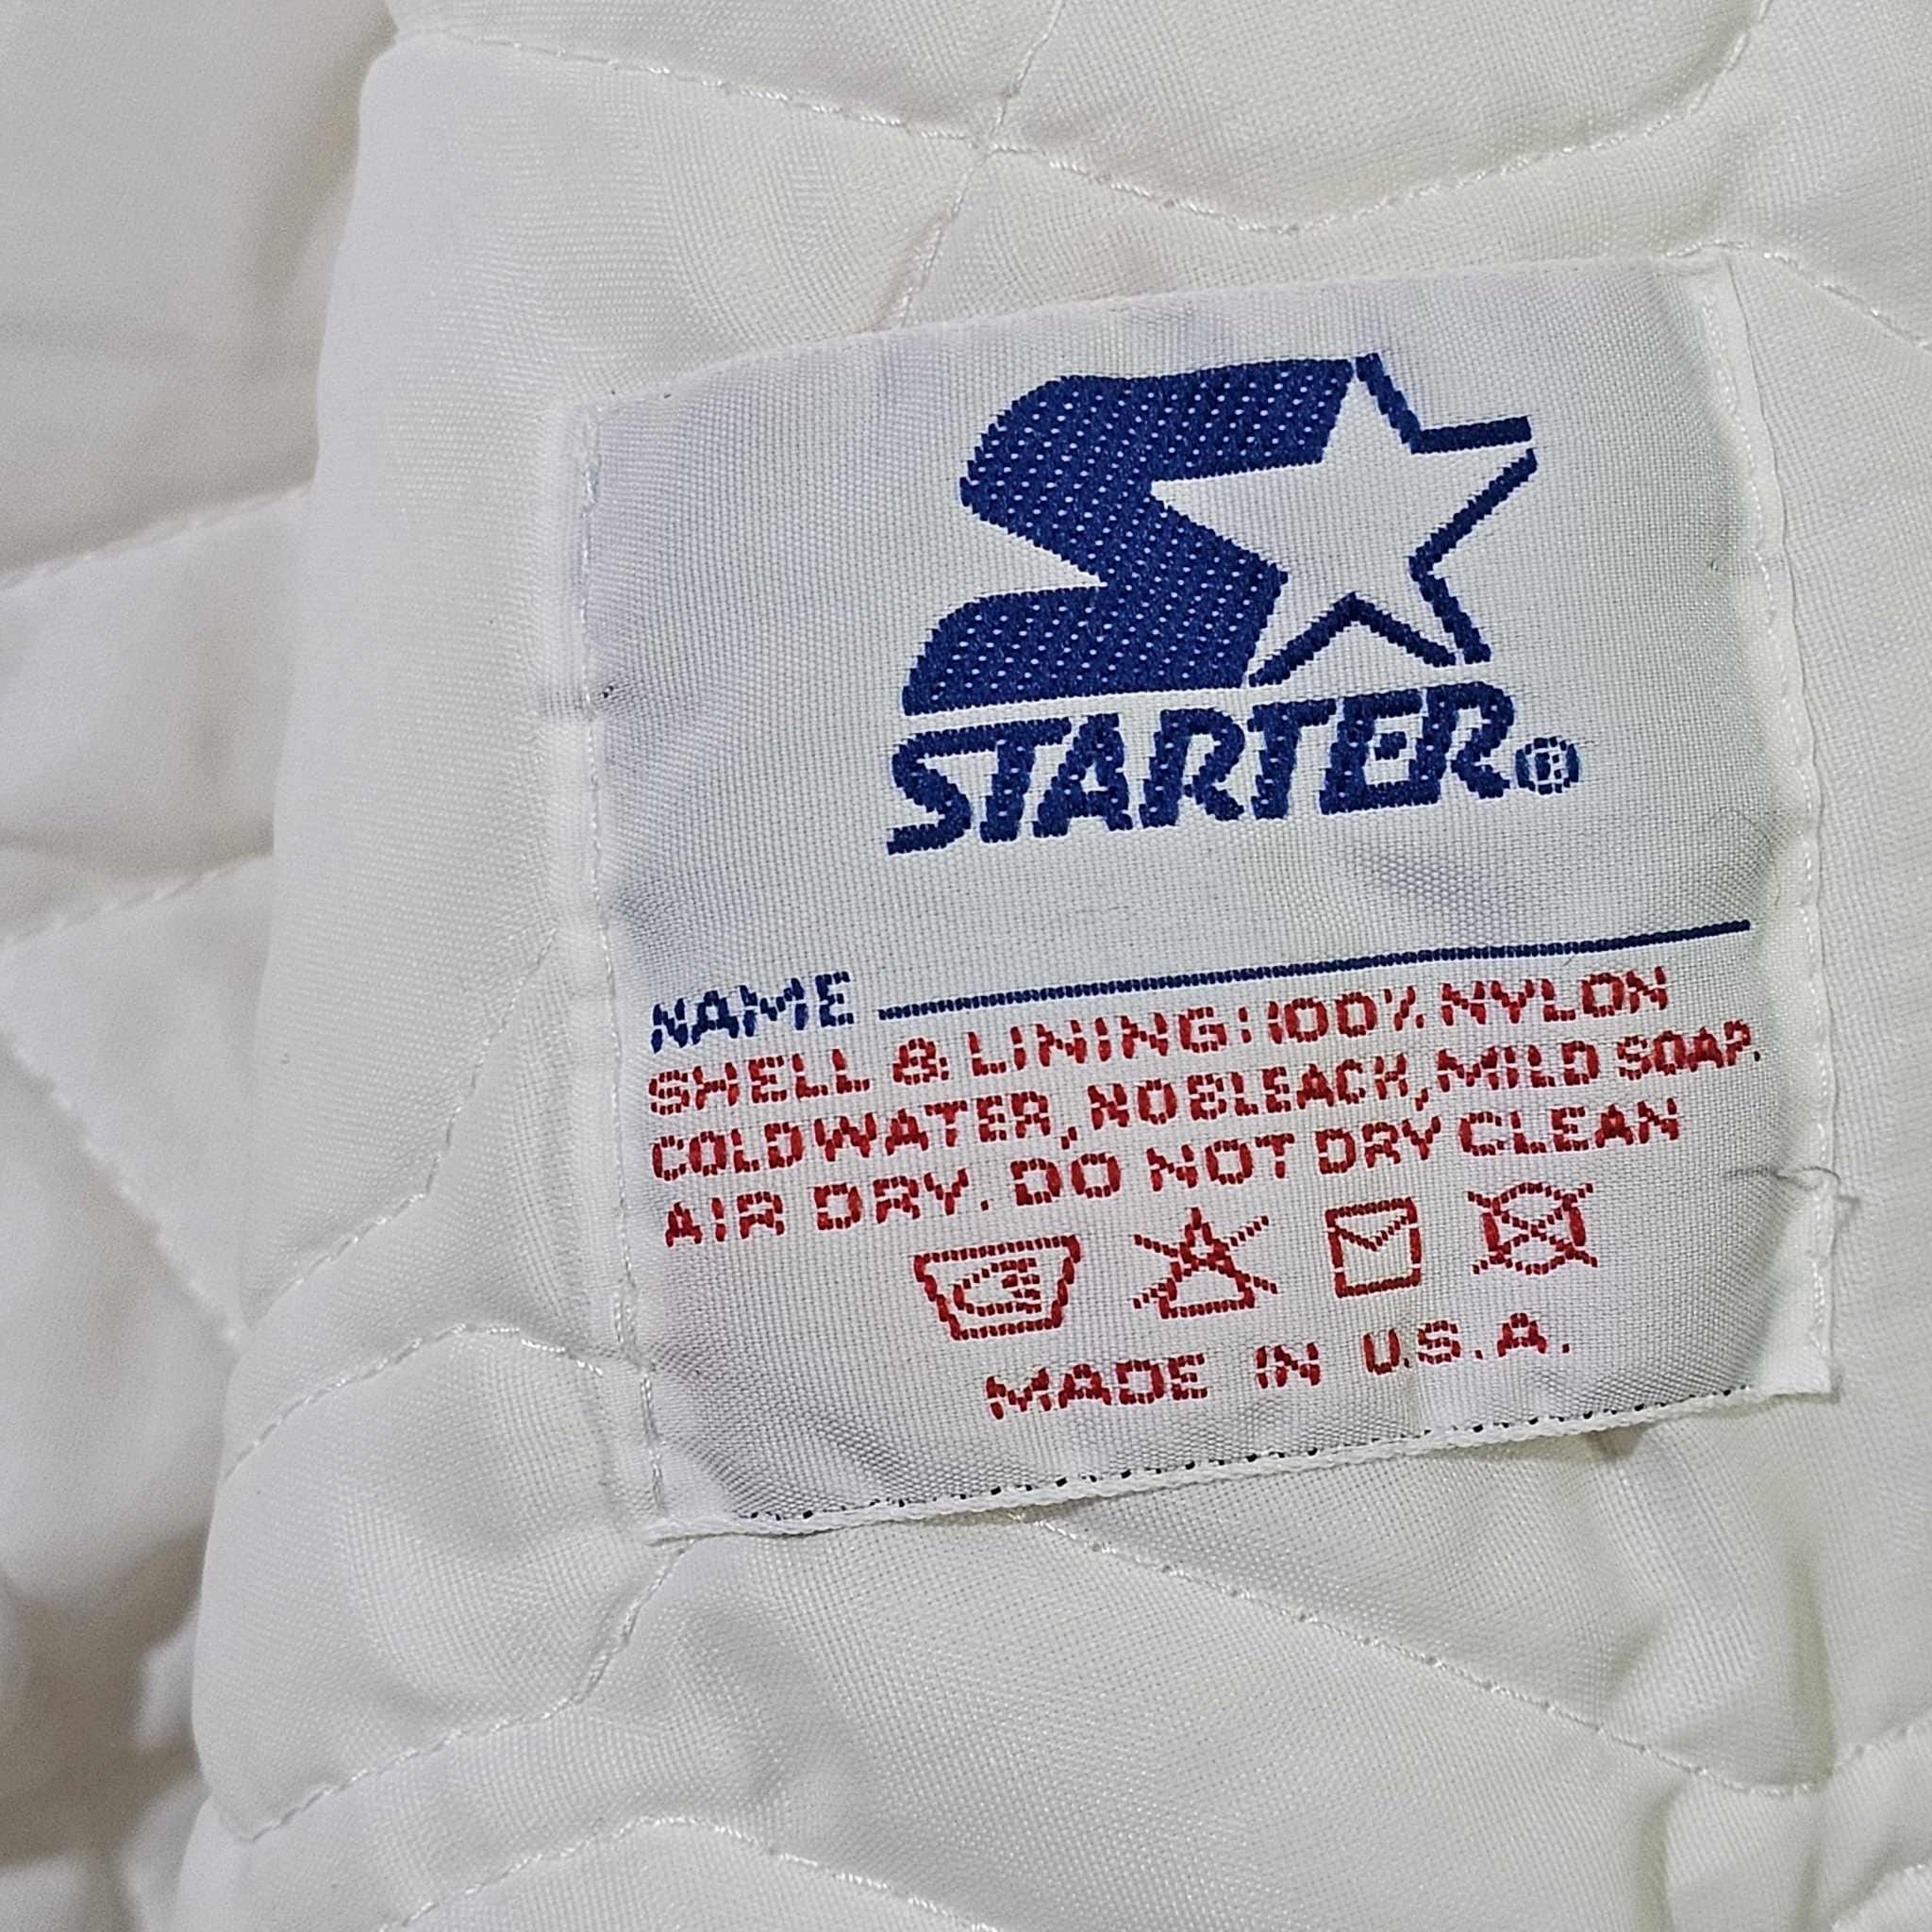 STARTER®
NAME
SHELL & LINING: 100% NYLON
COLD WATER, NO BLEACH, MILD SOAP.
AIR DRY. DO NOT DRY CLEAN
MADE IN U.S.A.